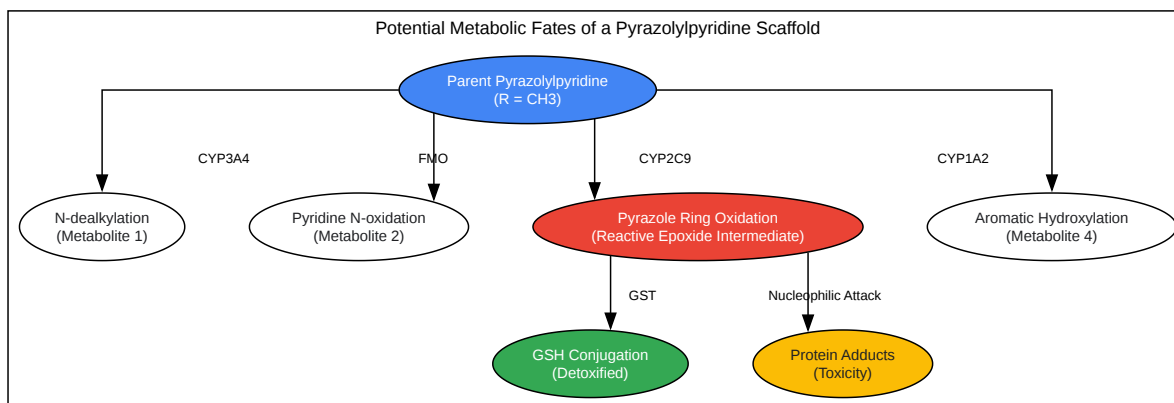 Potential Metabolic Fates of a Pyrazolylpyridine Scaffold
Parent Pyrazolylpyridine
(R = CH3)
CYP3A4
FMO
CYP2C9
CYP1A2
N-dealkylation
(Metabolite 1)
Pyridine N-oxidation
(Metabolite 2)
Pyrazole Ring Oxidation
(Reactive Epoxide Intermediate)
Aromatic Hydroxylation
(Metabolite 4)
GST
Nucleophilic Attack
GSH Conjugation
(Detoxified)
Protein Adducts
(Toxicity)